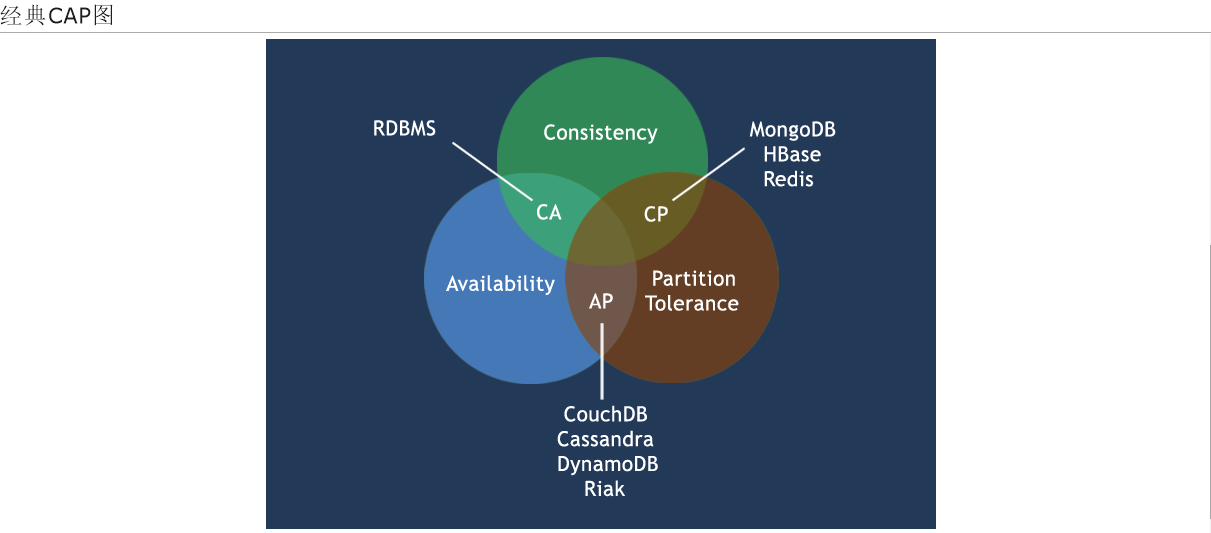 经典CAP图
RDBMS
Consistency
MongoDB
HBase
Redis
CA
CP
Availability
Partition
Tolerance
AP
CouchDB
Cassandra
DynamoDB
Riak